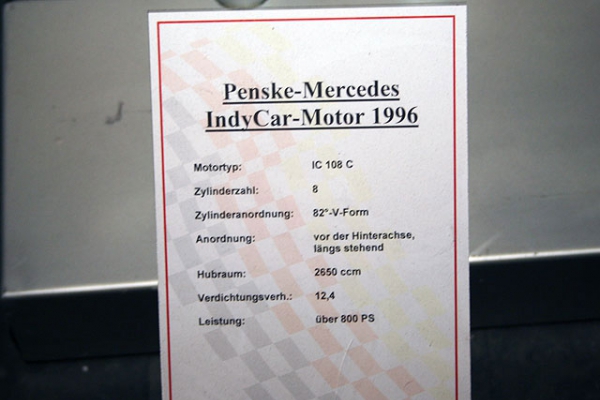 Penske-Mercedes
IndyCar-Motor 1996
Motortyp: IC 108 C
Zylinderzahl: 8
Zylinderanordnung: 82°-V-Form
Anordnung: vor der Hinterachse,
längs stehend
Hubraum: 2650 ccm
Verdichtungsverh.: 12,4
Leistung: über 800 PS